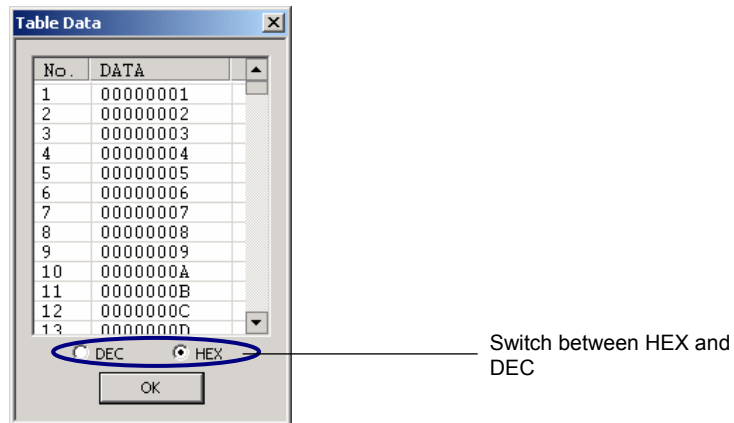 Table Data
No. DATA
1 00000001
2 00000002
3 00000003
4 00000004
5 00000005
6 00000006
7 00000007
8 00000008
9 00000009
10 0000000A
11 0000000B
12 0000000C
13 0000000D
DEC HEX
Switch between HEX and
DEC
OK